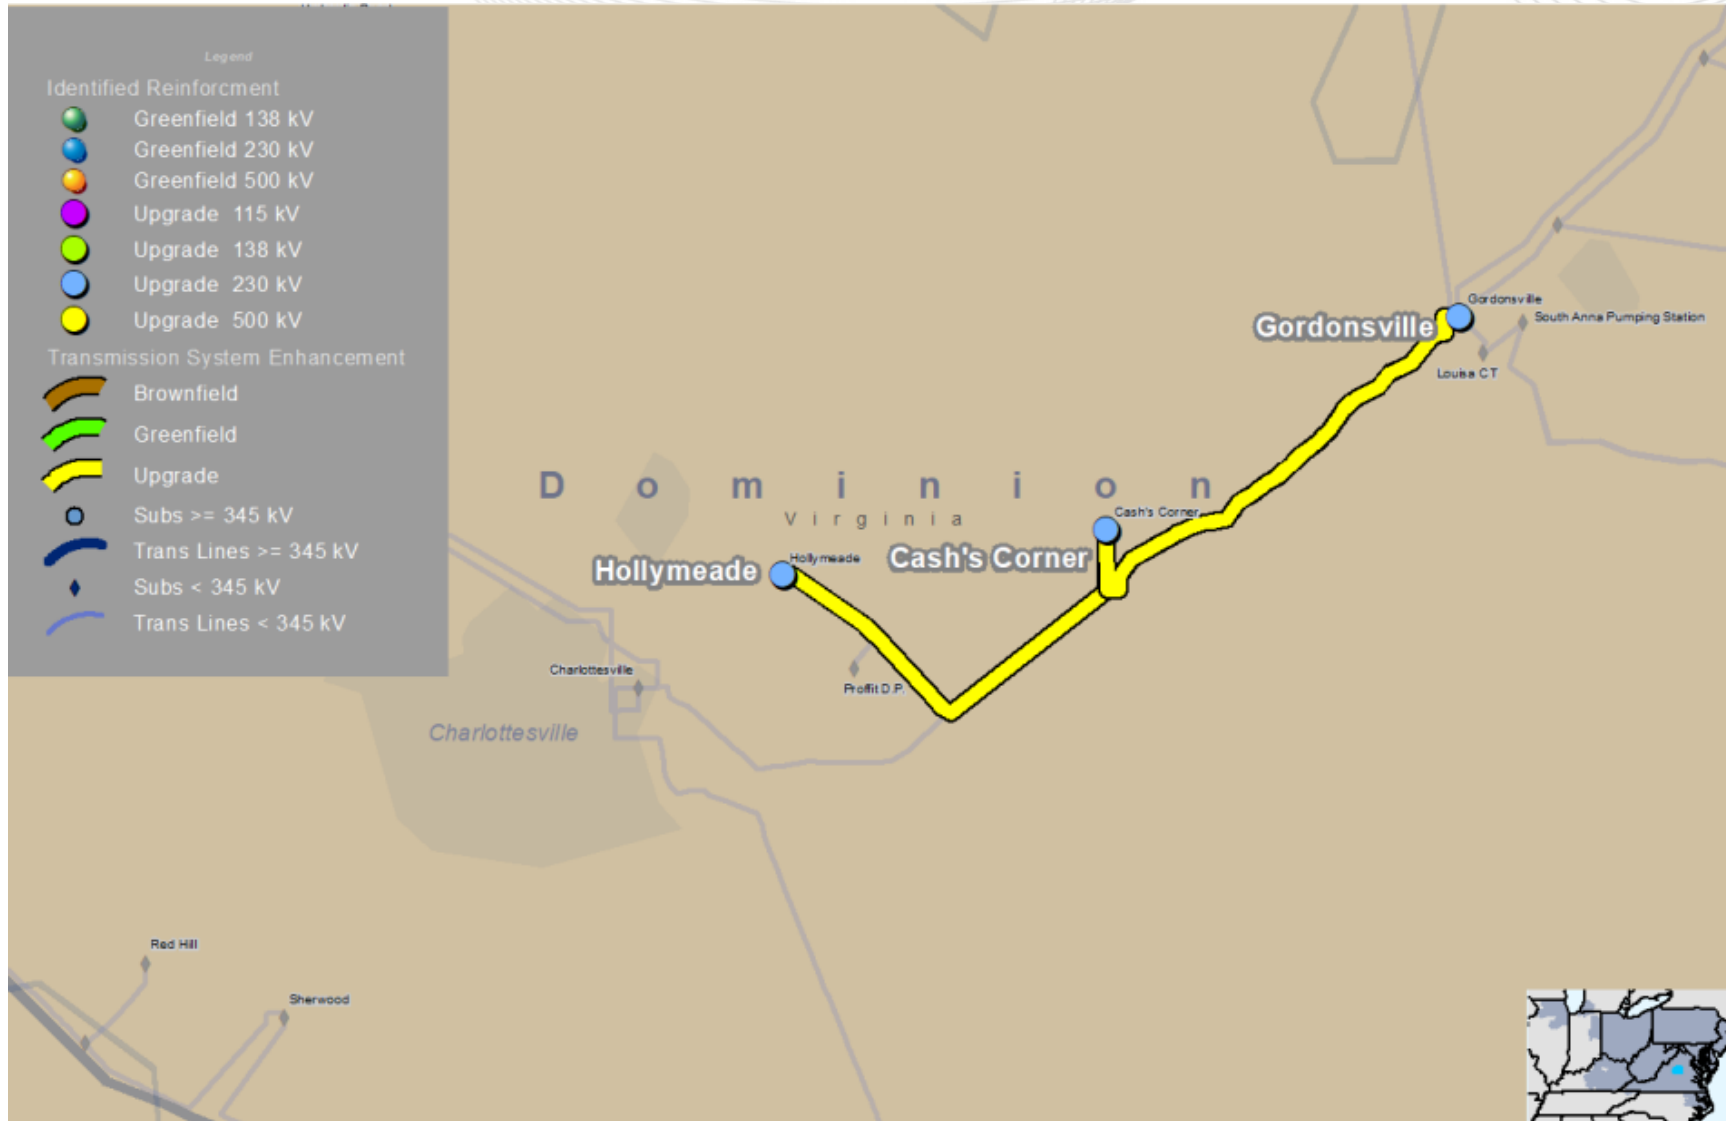 Legend
Identified Reinforcment
Greenfield 138 kV
Greenfield 230 kV
Greenfield 500 kV
Upgrade 115 kV
Upgrade 138 kV
Upgrade 230 kV
Upgrade 500 kV
Transmission System Enhancement
Brownfield
Greenfield
Upgrade
Subs >= 345 kV
Trans Lines >= 345 kV
Subs < 345 kV
Trans Lines < 345 kV
Gordonsville
Gordonsville
South Anna Pumping Station
Louisa CT
Dominion
Virginia
Cash's Corner
Cash's Corner
Hollymeade
Hollymeade
Charlottesville
Proffit D.P.
Charlottesville
Red Hill
Sherwood